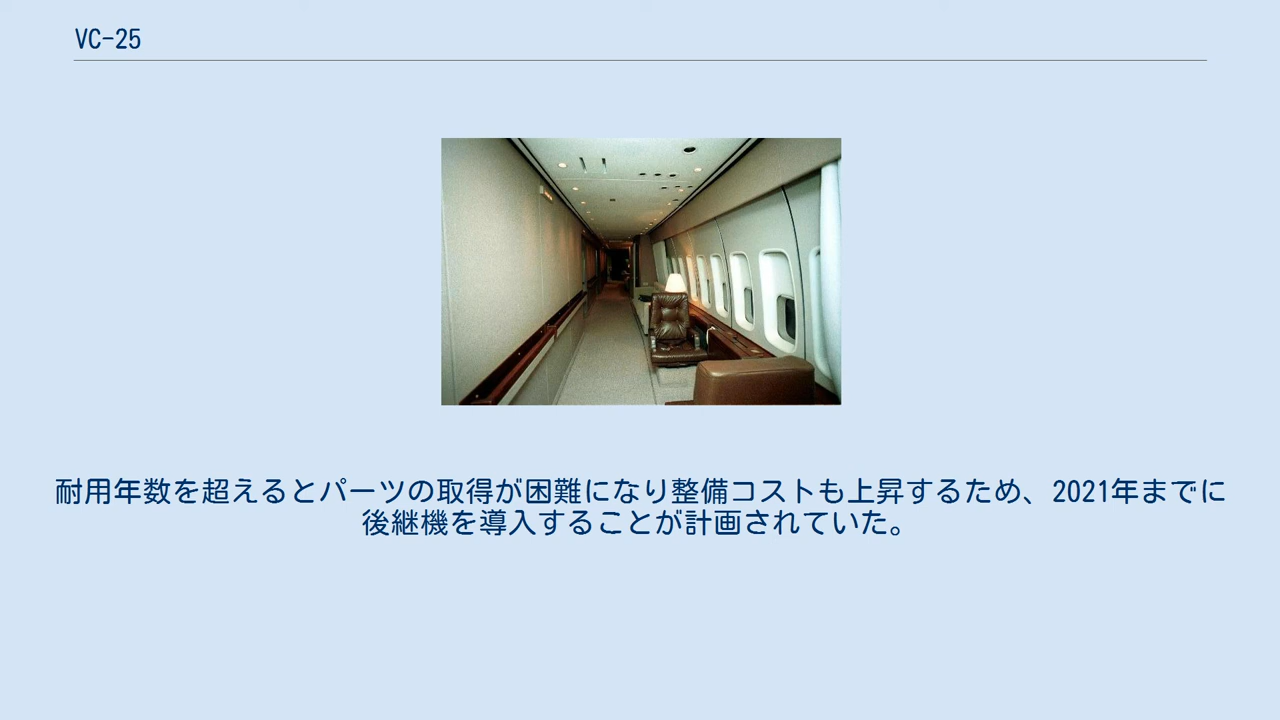 VC-25
耐用年数を超えるとパーツの取得が困難になり整備コストも上昇するため、2021年までに
後継機を導入することが計画されていた。